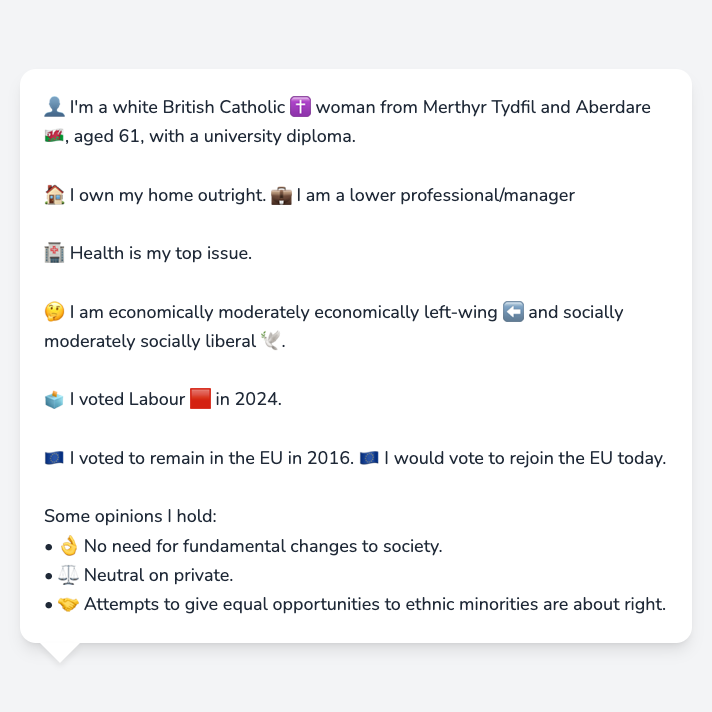 👤 I'm a white British Catholic ✝️ woman from Merthyr Tydfil and Aberdare
🏴󠁧󠁢󠁷󠁬󠁳󠁿, aged 61, with a university diploma.
🏠 I own my home outright. 💼 I am a lower professional/manager
🏥 Health is my top issue.
🤔 I am economically moderately economically left-wing ⬅️ and socially
moderately socially liberal 🕊️.
🗳️ I voted Labour 🟥 in 2024.
🇪🇺 I voted to remain in the EU in 2016. 🇪🇺 I would vote to rejoin the EU today.
Some opinions I hold:
• 👌 No need for fundamental changes to society.
• ⚖️ Neutral on private.
• 🤝 Attempts to give equal opportunities to ethnic minorities are about right.